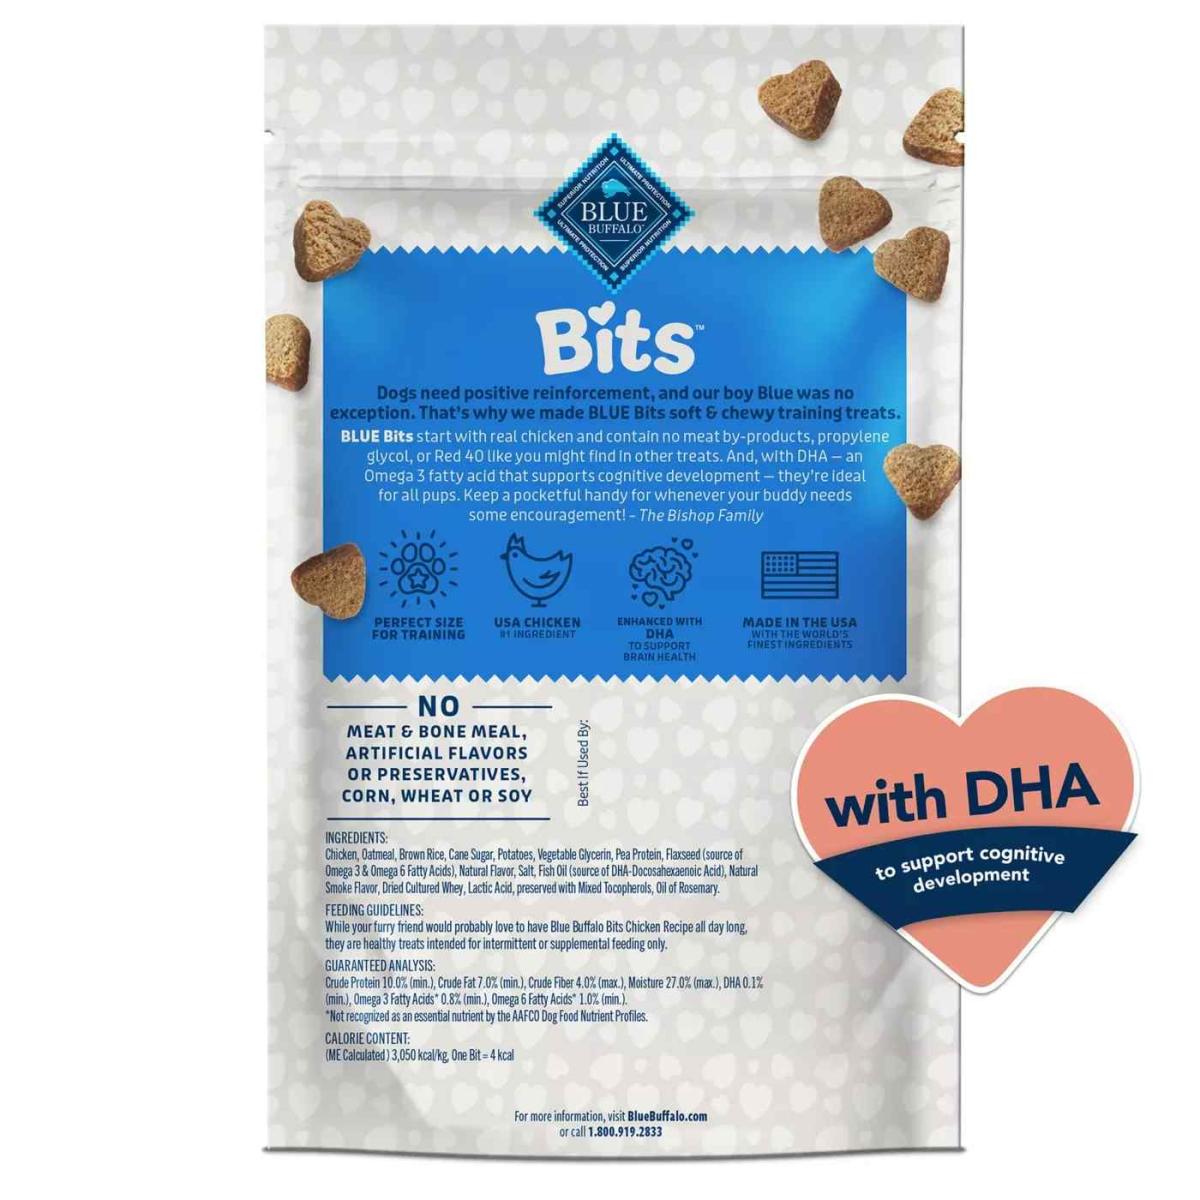 SUPERIOR NUTRITION
ULTIMATE PROTECTION
BLUE
BUFFALO™
ULTIMATE PROTECTION
SUPERIOR NUTRITION
Bits™
Dogs need positive reinforcement, and our boy Blue was no
exception. That's why we made BLUE Bits soft & chewy training treats.
BLUE Bits start with real chicken and contain no meat by-products, propylene
glycol, or Red 40 like you might find in other treats. And, with DHA – an
Omega 3 fatty acid that supports cognitive development – they're ideal
for all pups. Keep a pocketful handy for whenever your buddy needs
some encouragement! - The Bishop Family
PERFECT SIZE
FOR TRAINING
USA CHICKEN
#1 INGREDIENT
ENHANCED WITH
DHA
TO SUPPORT
BRAIN HEALTH
MADE IN THE USA
WITH THE WORLD'S
FINEST INGREDIENTS
NO
MEAT & BONE MEAL,
ARTIFICIAL FLAVORS
OR PRESERVATIVES,
CORN, WHEAT OR SOY
Best If Used By:
with DHA
to support cognitive
development
INGREDIENTS:
Chicken, Oatmeal, Brown Rice, Cane Sugar, Potatoes, Vegetable Glycerin, Pea Protein, Flaxseed (source of
Omega 3 & Omega 6 Fatty Acids), Natural Flavor, Salt, Fish Oil (source of DHA-Docosahexaenoic Acid), Natural
Smoke Flavor, Dried Cultured Whey, Lactic Acid, preserved with Mixed Tocopherols, Oil of Rosemary.
FEEDING GUIDELINES:
While your furry friend would probably love to have Blue Buffalo Bits Chicken Recipe all day long,
they are healthy treats intended for intermittent or supplemental feeding only.
GUARANTEED ANALYSIS:
Crude Protein 10.0% (min.), Crude Fat 7.0% (min.), Crude Fiber 4.0% (max.), Moisture 27.0% (max.), DHA 0.1%
(min.), Omega 3 Fatty Acids* 0.8% (min.), Omega 6 Fatty Acids* 1.0% (min.).
*Not recognized as an essential nutrient by the AAFCO Dog Food Nutrient Profiles.
CALORIE CONTENT:
(ME Calculated) 3,050 kcal/kg, One Bit = 4 kcal
For more information, visit BlueBuffalo.com
or call 1.800.919.2833